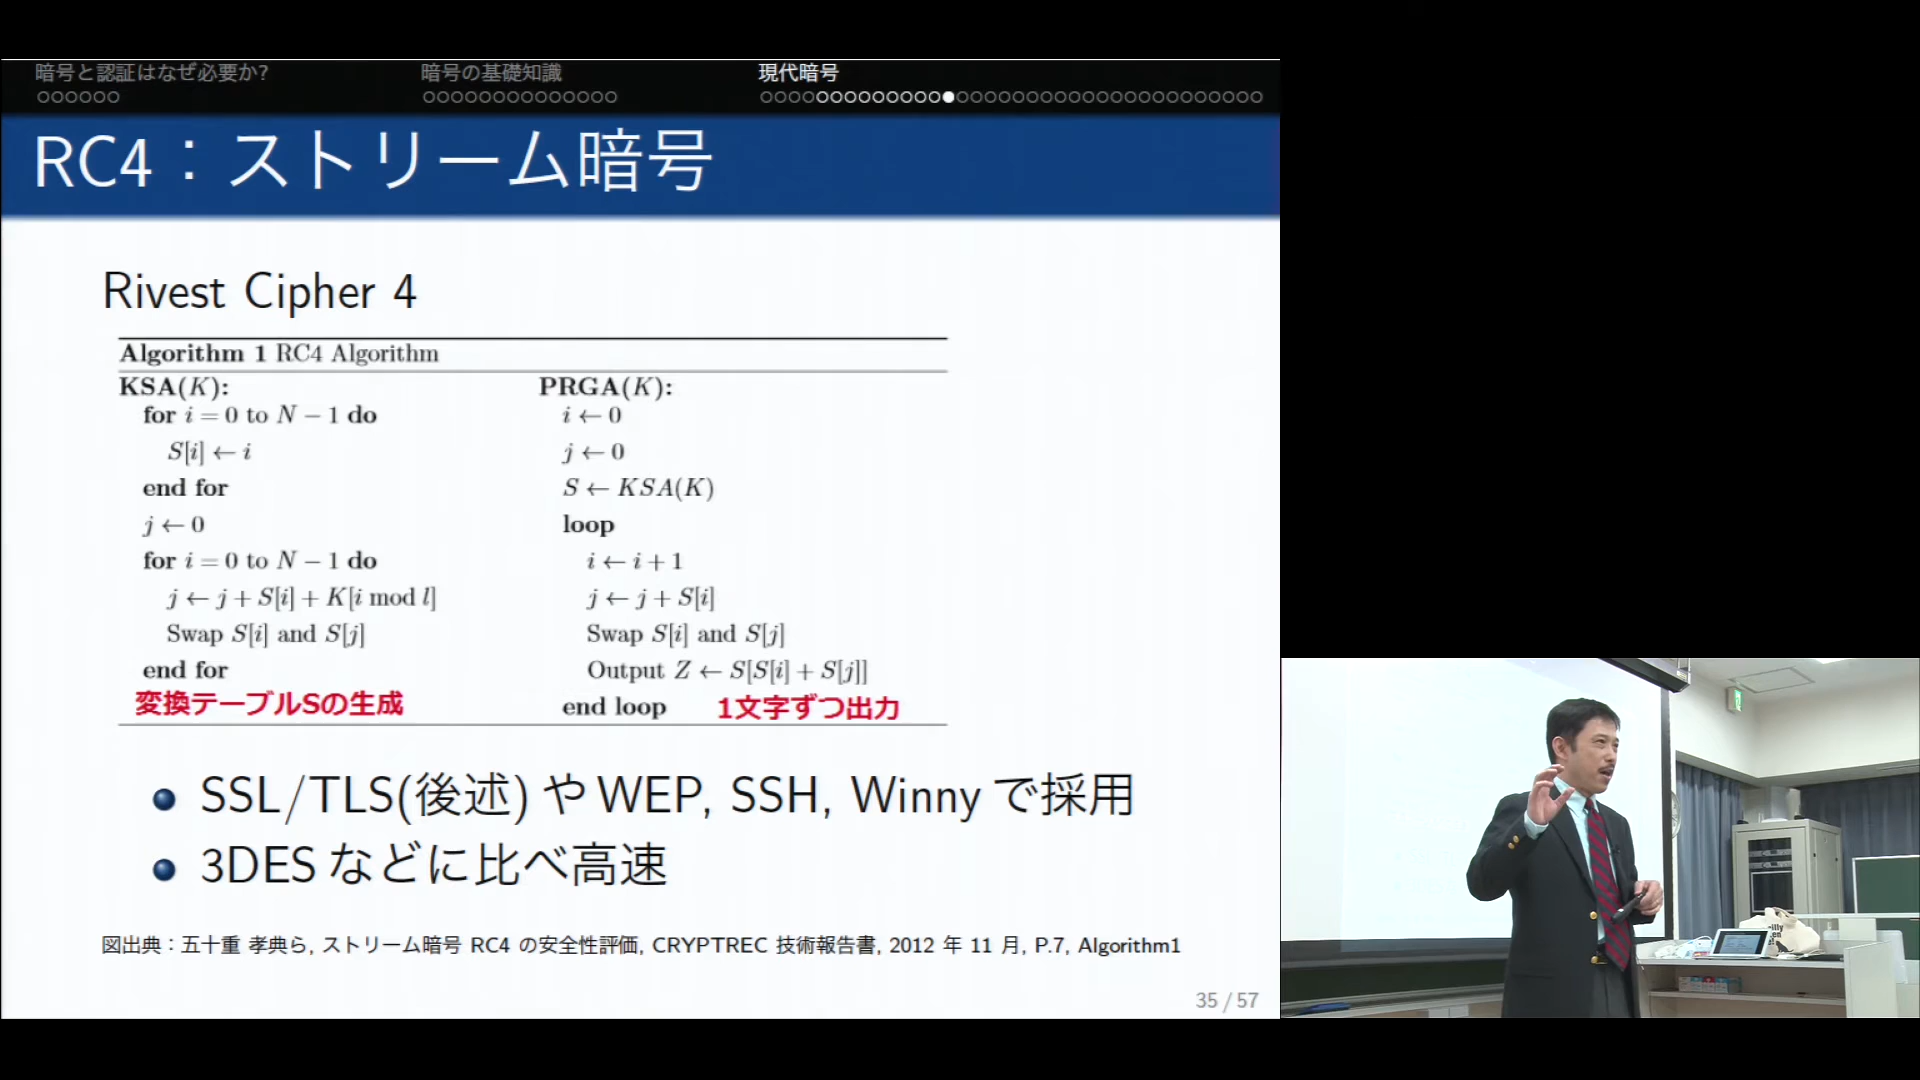 暗号と認証はなぜ必要か?
暗号の基礎知識
現代暗号
RC4：ストリーム暗号
Rivest Cipher 4
Algorithm 1 RC4 Algorithm
KSA(K):
for i = 0 to N − 1 do
S[i] ← i
end for
j ← 0
for i = 0 to N − 1 do
j ← j + S[i] + K[i mod l]
Swap S[i] and S[j]
end for
変換テーブルSの生成
PRGA(K):
i ← 0
j ← 0
S ← KSA(K)
loop
i ← i + 1
j ← j + S[i]
Swap S[i] and S[j]
Output Z ← S[S[i] + S[j]]
end loop
1文字ずつ出力
SSL/TLS(後述) や WEP, SSH, Winny で採用
3DES などに比べ高速
図出典：五十重 孝典ら, ストリーム暗号 RC4 の安全性評価, CRYPTREC 技術報告書, 2012 年 11 月, P.7, Algorithm1
35 / 57